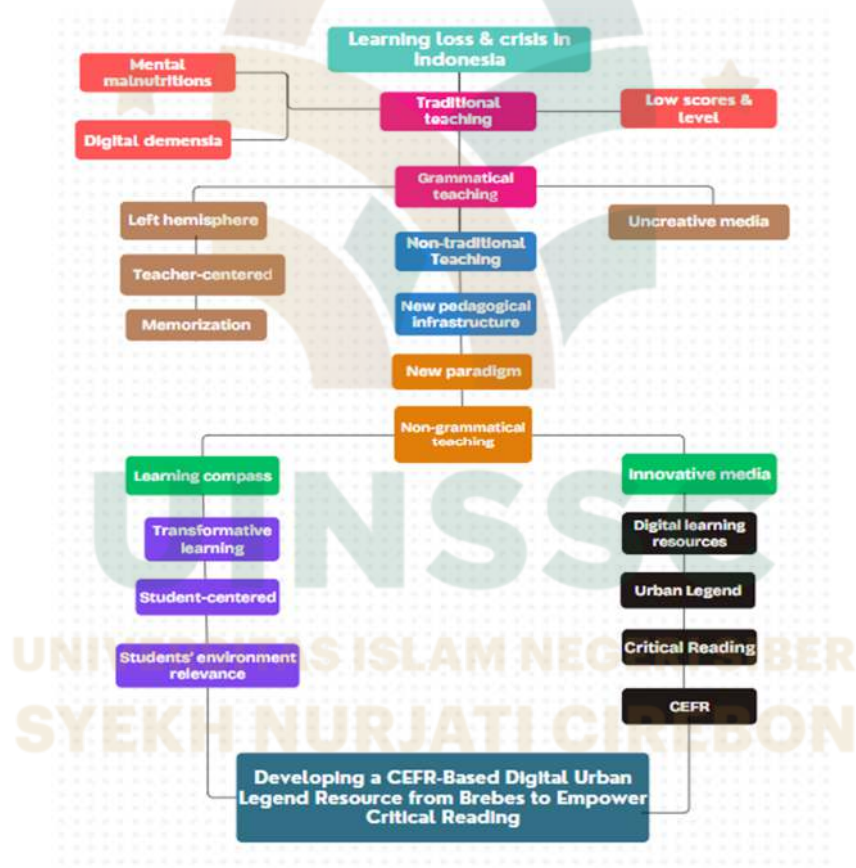 Learning loss & crisis in
Indonesia
Mental
malnutritions
Traditional
teaching
Low scores &
level
Digital demensia
Grammatical
teaching
Left hemisphere
Uncreative media
Non-traditional
Teaching
Teacher-centered
New pedagogical
infrastructure
Memorization
New paradigm
Non-grammatical
teaching
Learning compass
Innovative media
Transformative
learning
Digital learning
resources
Student-centered
Urban Legend
Students' environment
relevance
Critical Reading
CEFR
Developing a CEFR-Based Digital Urban
Legend Resource from Brebes to Empower
Critical Reading
UINSSC
UNIVERSITAS ISLAM NEGERI SIBER
SYEKH NURJATI CIREBON